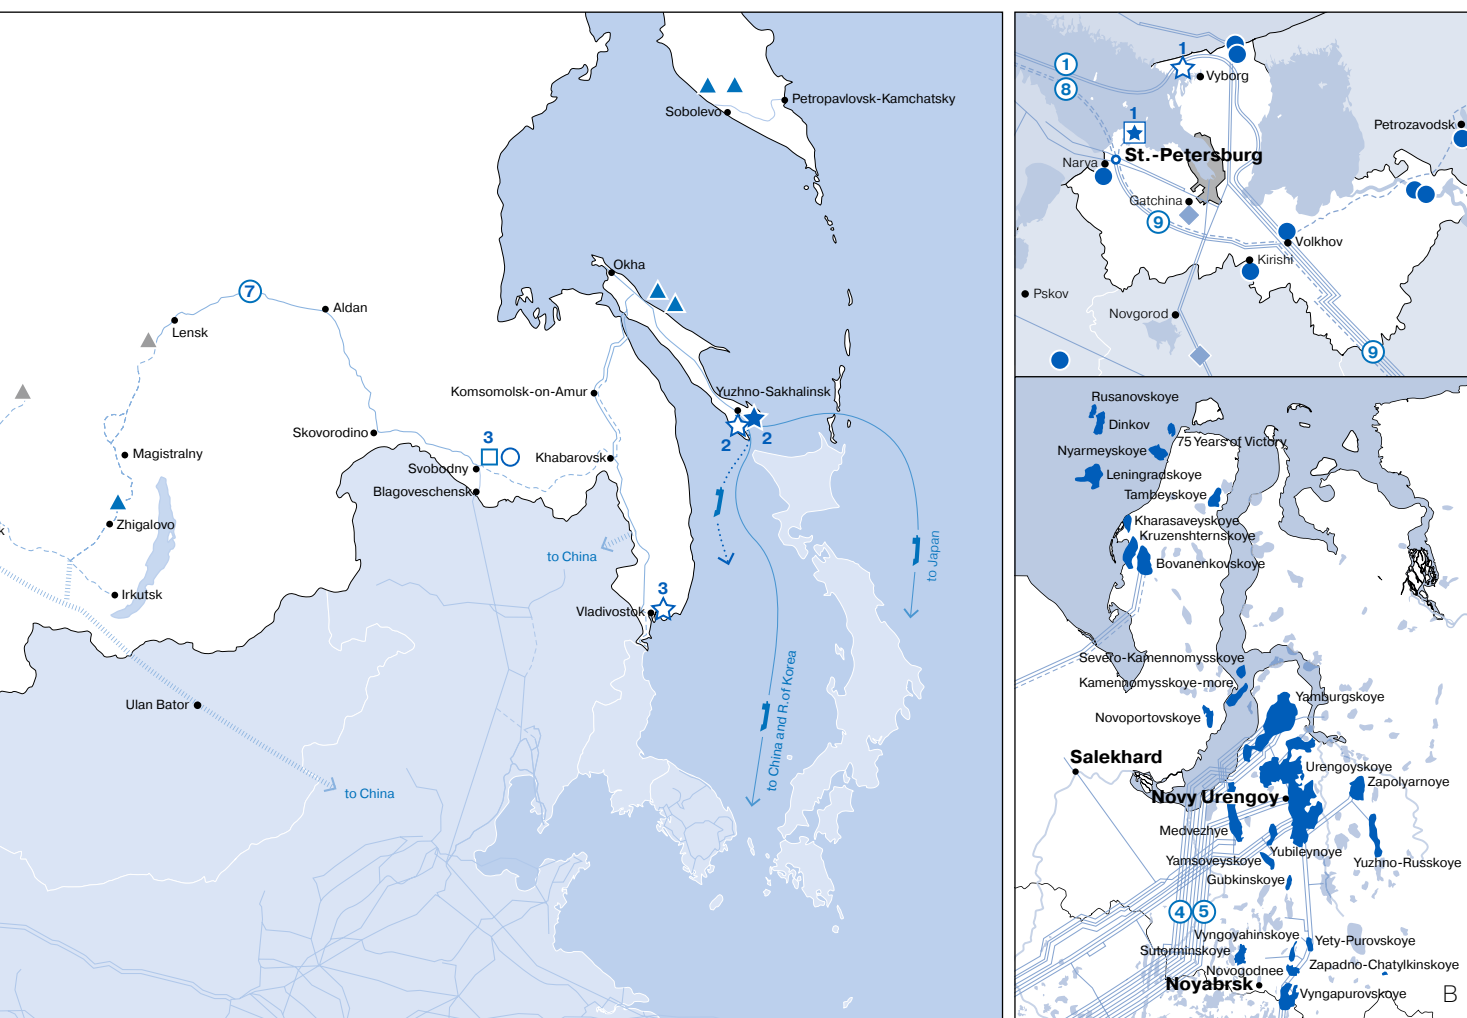 Sobolevo
Petropavlovsk-Kamchatsky
Okha
7
Aldan
Lensk
Komsomolsk-on-Amur
Yuzhno-Sakhalinsk
2
2
Skovorodino
3
Magistralny
Svobodny
Khabarovsk
Blagoveschensk
Zhigalovo
k
to China
to Japan
Irkutsk
Vladivostok
3
to China and R.of Korea
Ulan Bator
to China
1
1
Vyborg
8
1
Petrozavodsk
St.-Petersburg
Narva
Gatchina
9
Volkhov
Kirishi
Pskov
Novgorod
9
Rusanovskoye
Dinkov
75 Years of Victory
Nyarmeyskoye
Leningradskoye
Tambeyskoye
Kharasaveyskoye
Kruzenshternskoye
Bovanenkovskoye
Severo-Kamennomysskoye
Kamennomysskoye-more
Yamburgskoye
Novoportovskoye
Salekhard
Urengoyskoye
Zapolyarnoye
Novy Urengoy
Medvezhye
Yubileynoye
Yamsoveyskoye
Yuzhno-Russkoye
Gubkinskoye
4
5
Vyngoyahinskoye
Yety-Purovskoye
Sutorminskoye
Zapadno-Chatylkinskoye
Novogodnee
Noyabrsk
Vyngapurovskoye
B